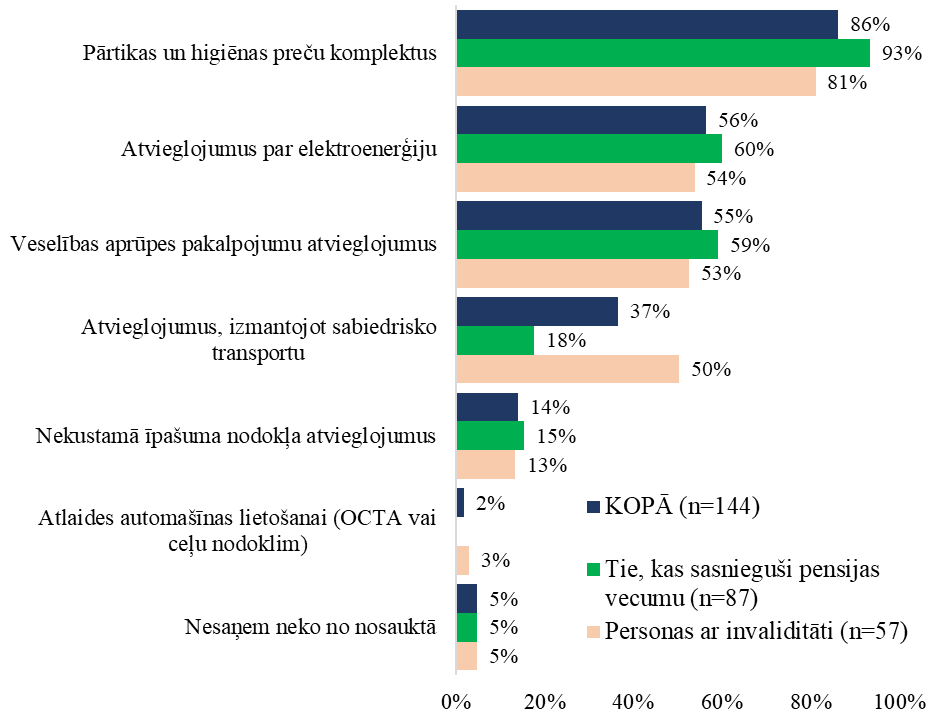 Pārtikas un higiēnas preču komplektus
86%
93%
81%
Atvieglojumus par elektroenerģiju
56%
60%
54%
Veselības aprūpes pakalpojumu atvieglojumus
55%
59%
53%
Atvieglojumus, izmantojot sabiedrisko
transportu
37%
18%
50%
Nekustamā īpašuma nodokļa atvieglojumus
14%
15%
13%
Atlaides automašīnas lietošanai (OCTA vai
ceļu nodoklim)
2%
3%
Nesaņem neko no nosauktā
5%
5%
5%
KOPĀ (n=144)
Tie, kas sasnieguši pensijas
vecumu (n=87)
Personas ar invaliditāti (n=57)
0% 20% 40% 60% 80% 100%